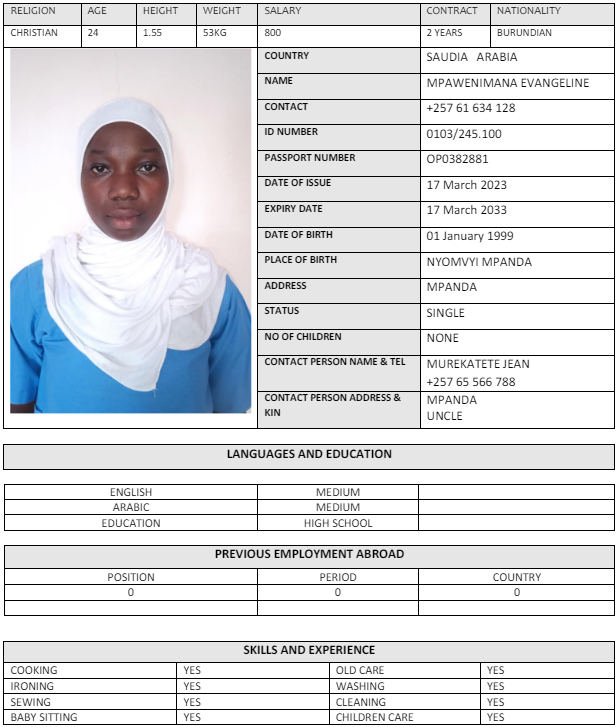 RELIGION AGE HEIGHT WEIGHT SALARY CONTRACT NATIONALITY
CHRISTIAN 24 1.55 53KG 800 2 YEARS BURUNDIAN
COUNTRY SAUDIA ARABIA
NAME MPAWENIMANA EVANGELINE
CONTACT +257 61 634 128
ID NUMBER 0103/245.100
PASSPORT NUMBER OP0382881
DATE OF ISSUE 17 March 2023
EXPIRY DATE 17 March 2033
DATE OF BIRTH 01 January 1999
PLACE OF BIRTH NYOMVYI MPANDA
ADDRESS MPANDA
STATUS SINGLE
NO OF CHILDREN NONE
CONTACT PERSON NAME & TEL MUREKATETE JEAN
+257 65 566 788
CONTACT PERSON ADDRESS & MPANDA
KIN UNCLE
LANGUAGES AND EDUCATION
ENGLISH MEDIUM
ARABIC MEDIUM
EDUCATION HIGH SCHOOL
PREVIOUS EMPLOYMENT ABROAD
POSITION PERIOD COUNTRY
0 0 0
SKILLS AND EXPERIENCE
COOKING YES OLD CARE YES
IRONING YES WASHING YES
SEWING YES CLEANING YES
BABY SITTING YES CHILDREN CARE YES